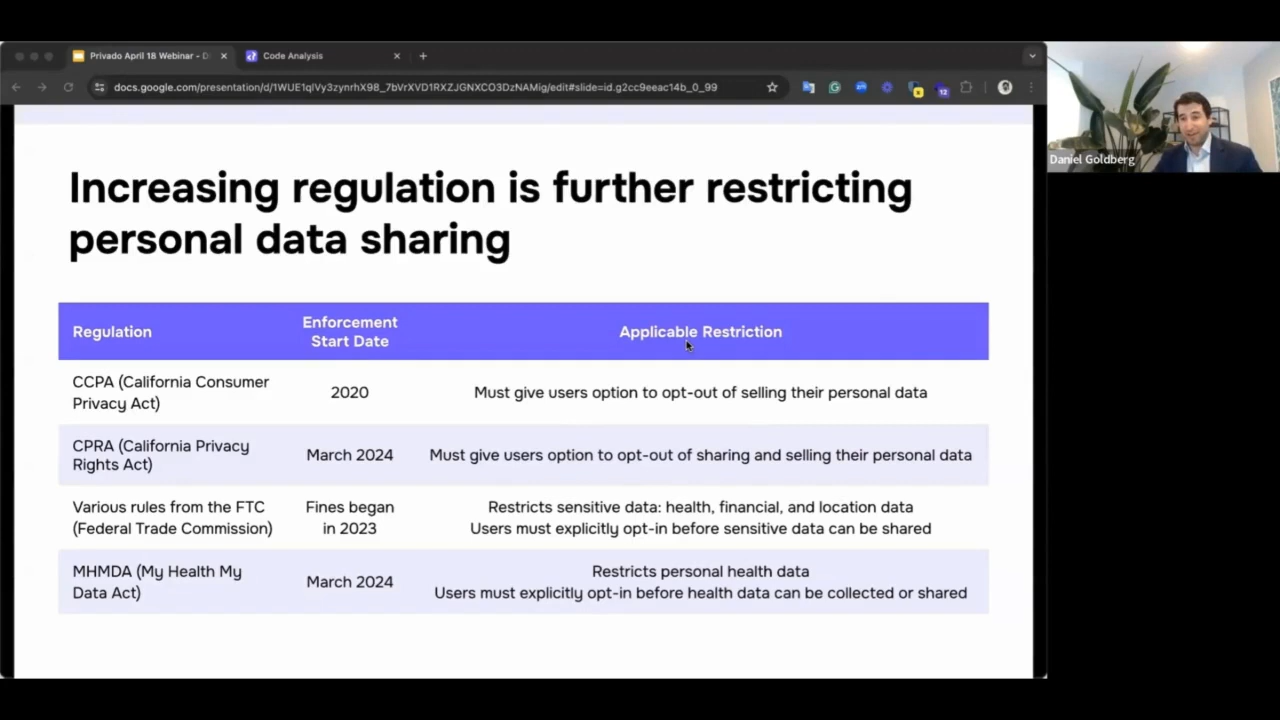 Privado April 18 Webinar - D
Code Analysis
docs.google.com/presentation/d/1WUE1qlVy3zynrhX98_7bVrXVD1RXZJGNXCO3DzNAMig/edit#slide=id.g2cc9eeac14b_0_99
12
Daniel Goldberg
Increasing regulation is further restricting
personal data sharing
Regulation
Enforcement
Start Date
Applicable Restriction
CCPA (California Consumer
Privacy Act)
2020
Must give users option to opt-out of selling their personal data
CPRA (California Privacy
Rights Act)
March 2024
Must give users option to opt-out of sharing and selling their personal data
Various rules from the FTC
(Federal Trade Commission)
Fines began
in 2023
Restricts sensitive data: health, financial, and location data
Users must explicitly opt-in before sensitive data can be shared
MHMDA (My Health My
Data Act)
March 2024
Restricts personal health data
Users must explicitly opt-in before health data can be collected or shared